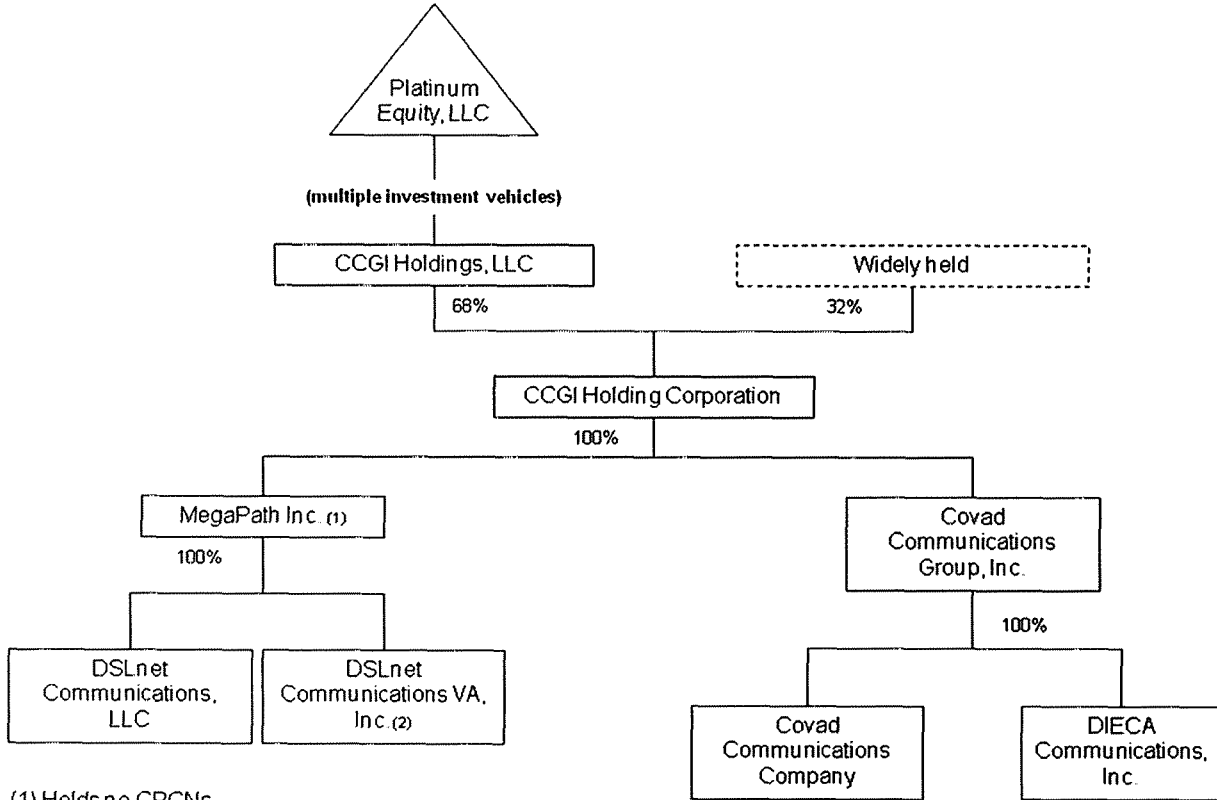 Platinum
Equity, LLC
(multiple investment vehicles)
CCGI Holdings, LLC
Widely held
68%
32%
CCGI Holding Corporation
100%
MegaPath Inc. (1)
100%
Covad
Communications
Group, Inc.
100%
DSLnet
Communications,
LLC
DSLnet
Communications VA,
Inc. (2)
Covad
Communications
Company
DIECA
Communications,
Inc.
(1) Holds no CPCNs